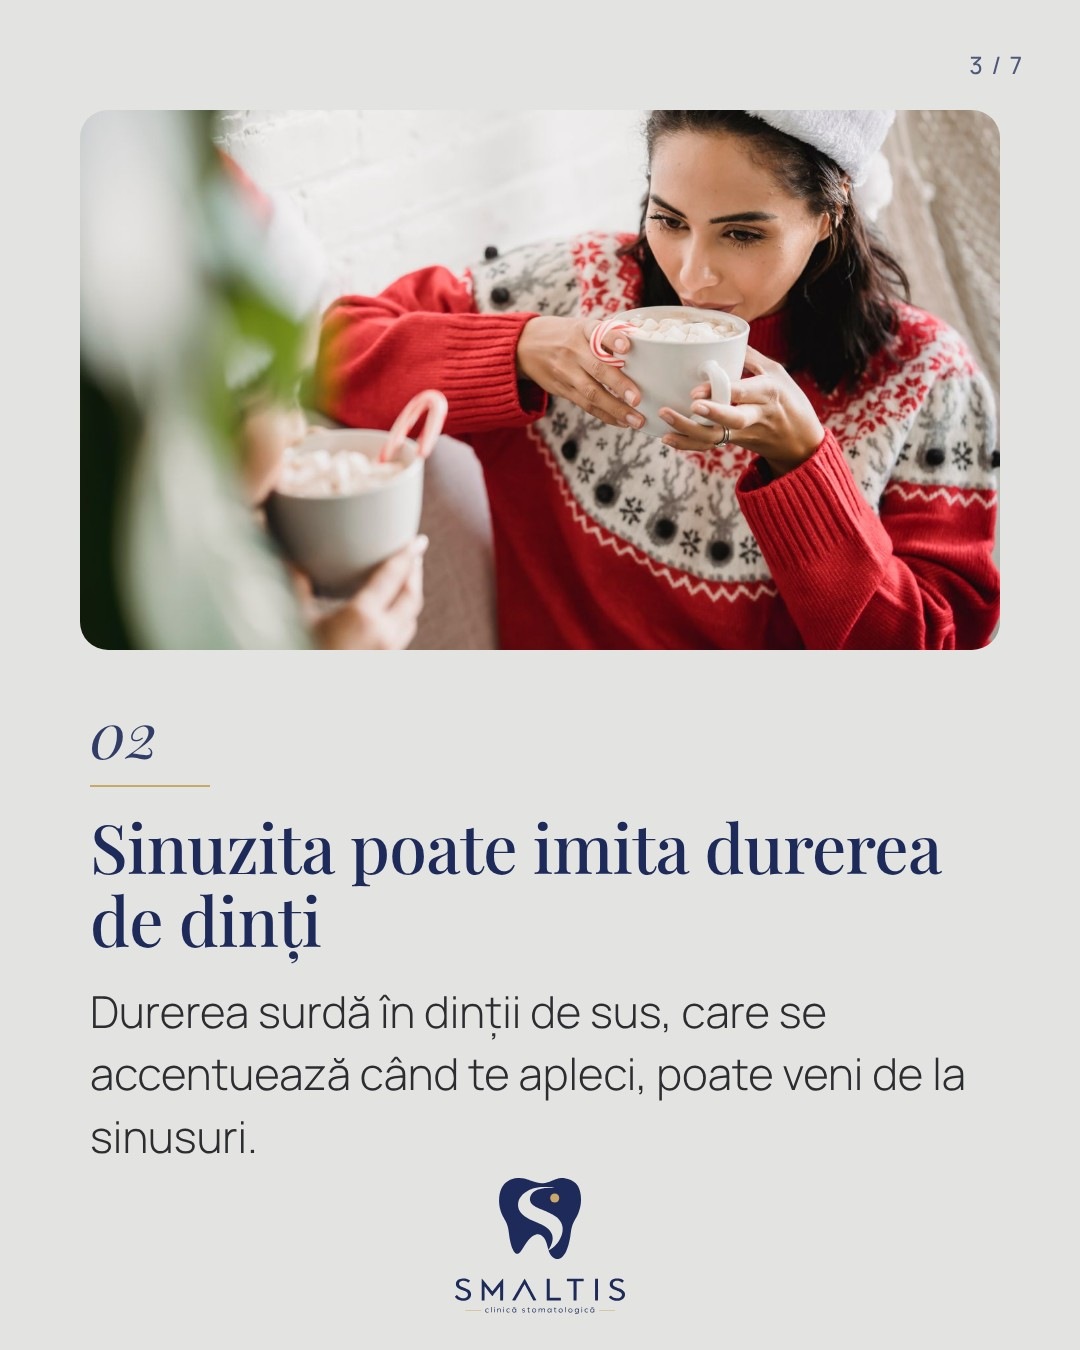 3 / 7
02
Sinuzita poate imita durerea
de dinți
Durerea surdă în dinții de sus, care se
accentuează când te apleci, poate veni de la
sinusuri.
SMALTIS
clinică stomatologică